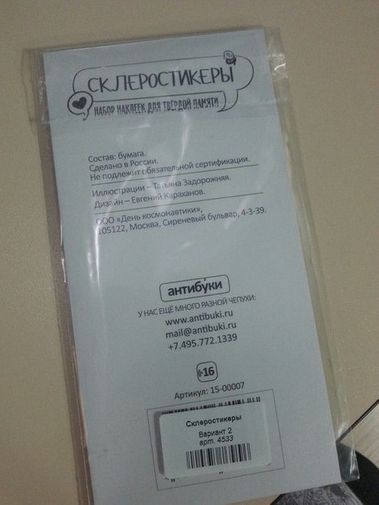 СКЛЕРОСТИКЕРЫ
НАБОР НАКЛЕЕК ДЛЯ ТВЁРДОЙ ПАМЯТИ
Состав: бумага.
Сделано в России.
Не подлежит обязательной сертификации.
Иллюстрации – Татьяна Задорожняя.
Дизайн – Евгений Караханов.
ООО «День космонавтики»,
105122, Москва, Сиреневый бульвар, 4-3-39.
антибуки
У НАС ЕЩЁ МНОГО РАЗНОЙ ЧЕПУХИ:
www.antibuki.ru
mail@antibuki.ru
+7.495.772.1339
16
Артикул: 15-00007
Склеростикеры
Вариант 2
арт. 4533